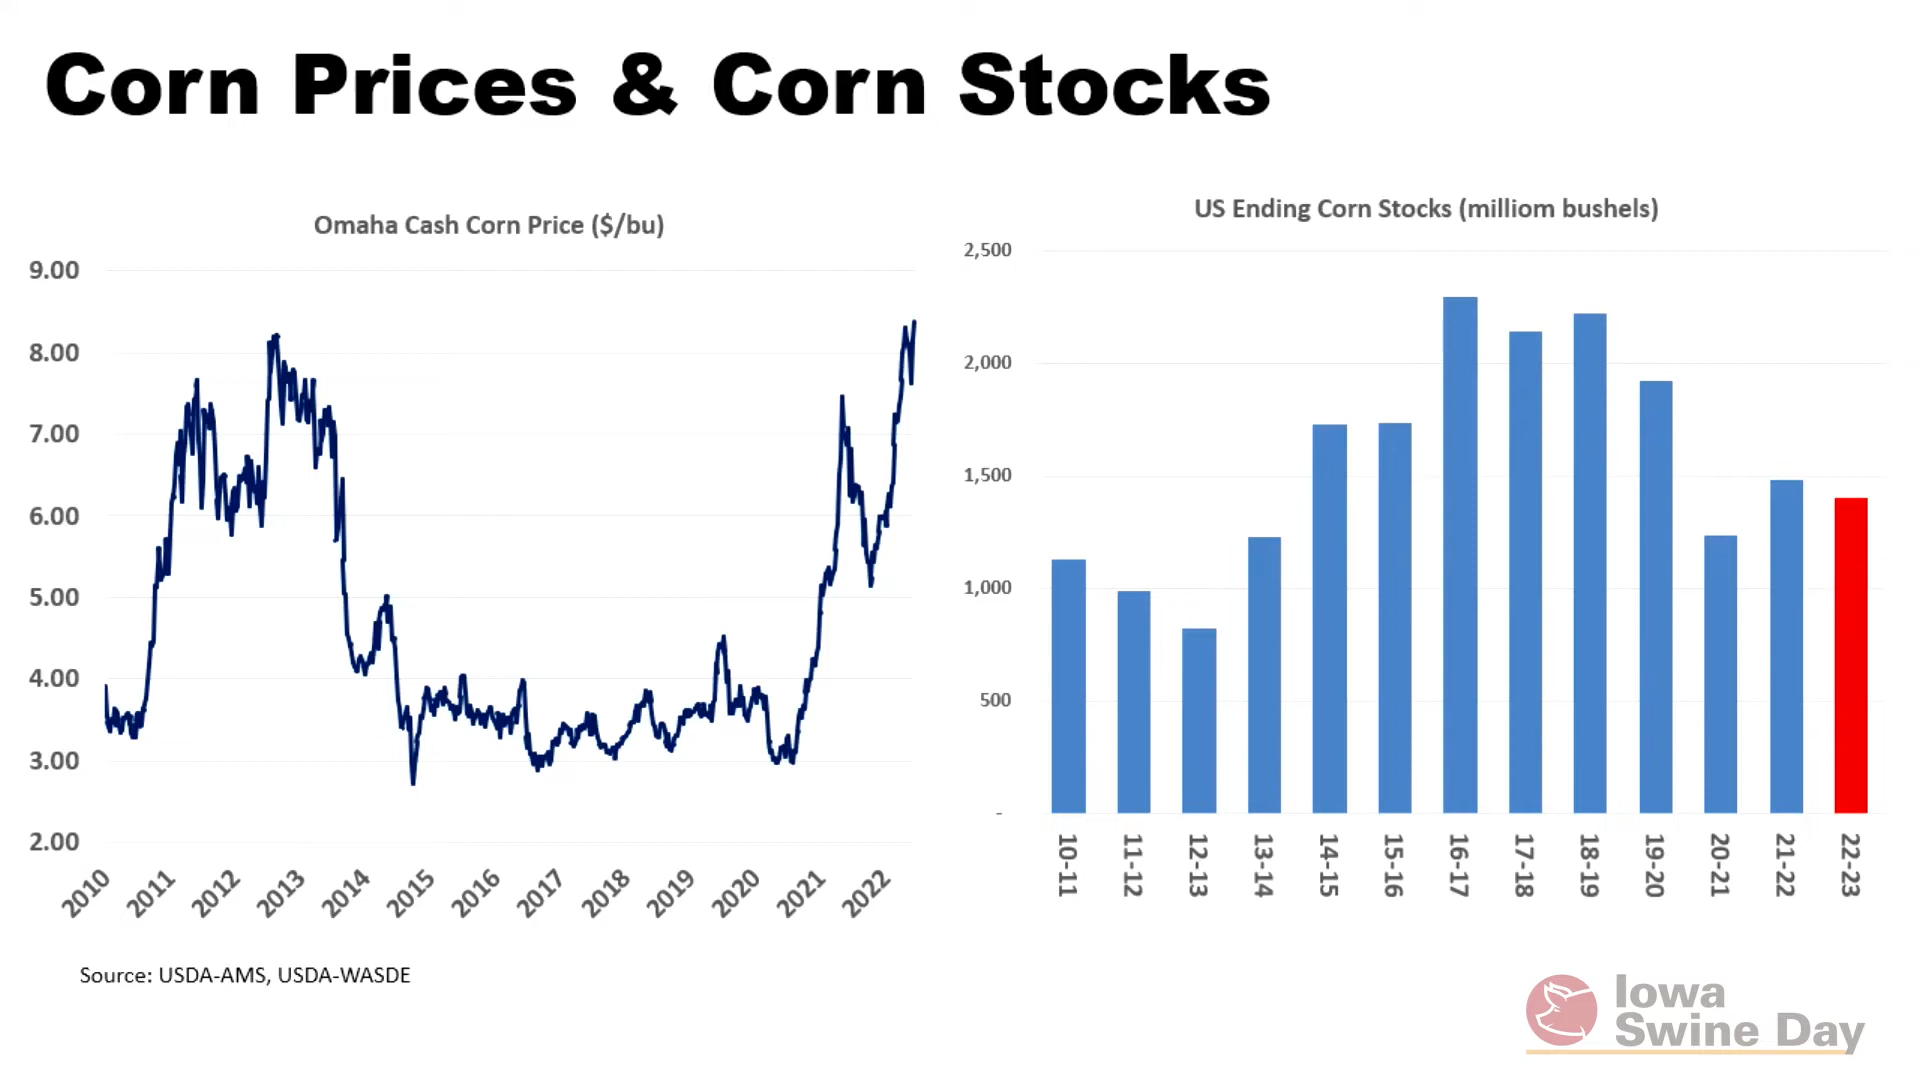 Corn Prices & Corn Stocks
Omaha Cash Corn Price ($/bu)
9.00
8.00
7.00
6.00
5.00
4.00
3.00
2.00
2010 2011 2012 2013 2014 2015 2016 2017 2018 2019 2020 2021 2022
US Ending Corn Stocks (milliom bushels)
2,500
2,000
1,500
1,000
500
-
10-11 11-12 12-13 13-14 14-15 15-16 16-17 17-18 18-19 19-20 20-21 21-22 22-23
Source: USDA-AMS, USDA-WASDE
Iowa
Swine Day